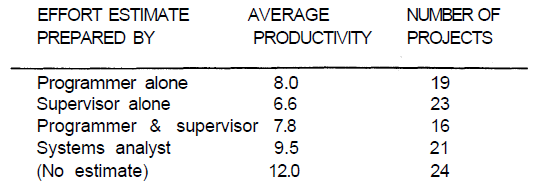 EFFORT ESTIMATE AVERAGE NUMBER OF
PREPARED BY PRODUCTIVITY PROJECTS
Programmer alone 8.0 19
Supervisor alone 6.6 23
Programmer & supervisor 7.8 16
Systems analyst 9.5 21
(No estimate) 12.0 24